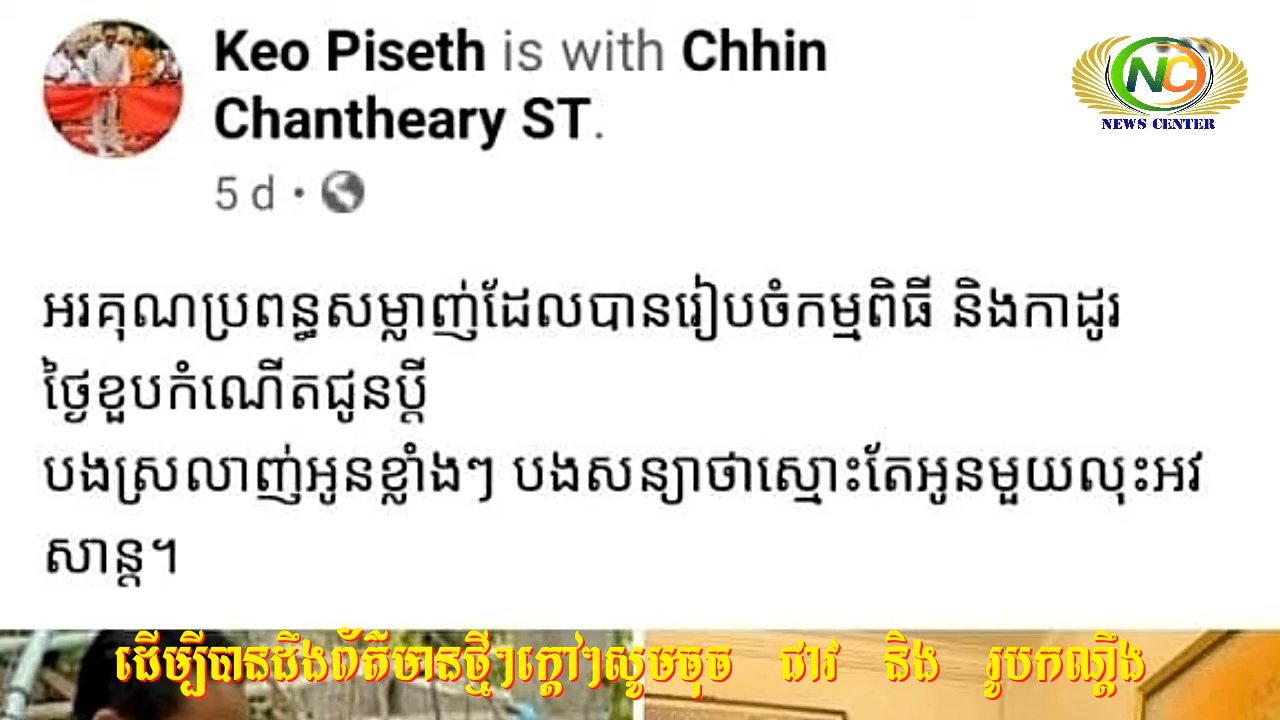 Keo Piseth is with Chhin
Chantheary ST.
5 d
NC
NEWS CENTER
អរគុណប្រពន្ធសម្លាញ់ដែលបានរៀបចំកម្មពិធី និងកាដូរ
ថ្ងៃខួបកំណើតជូនប្តី
បងស្រលាញ់អូនខ្លាំងៗ បងសន្យាថាស្មោះតែអូនមួយលុះអវ
សាន្ត។
ដើម្បីបានដឹងព័ត៌មានថ្មីៗក្តៅៗសូមចុច ជាវ និង រូបកណ្តឹង